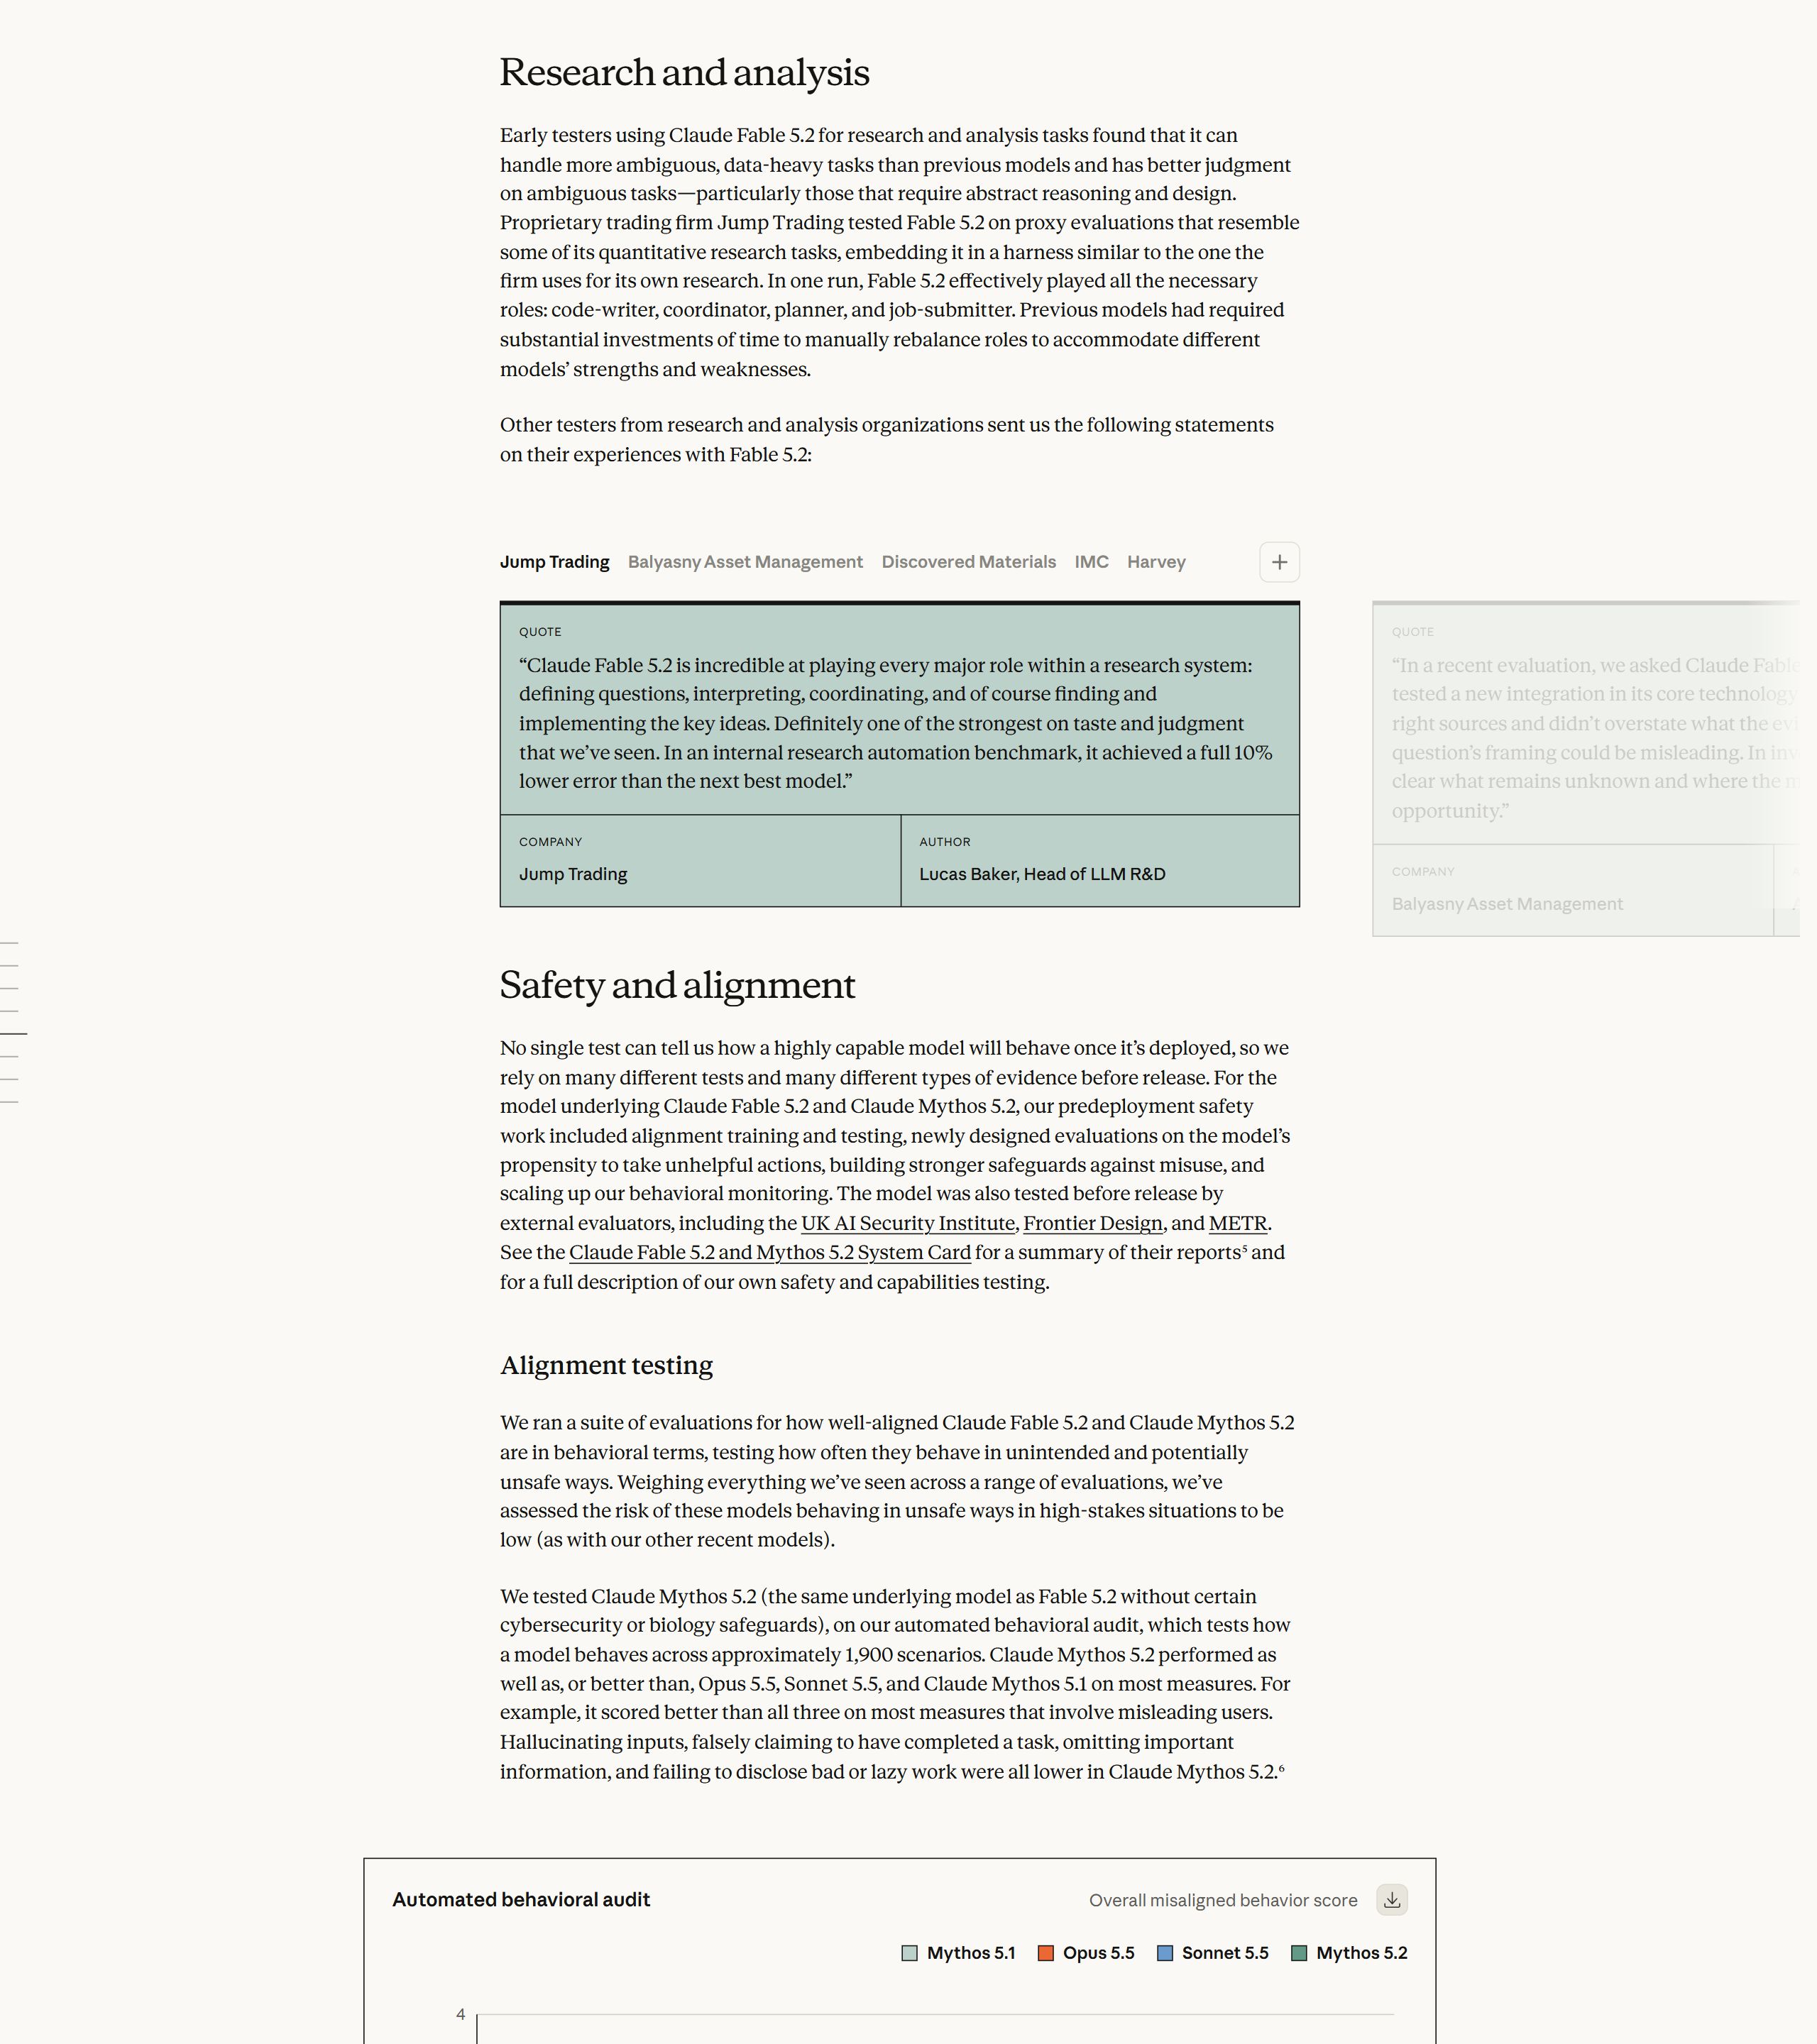 Research and analysis
Early testers using Claude Fable 5.2 for research and analysis tasks found that it can
handle more ambiguous, data-heavy tasks than previous models and has better judgment
on ambiguous tasks—particularly those that require abstract reasoning and design.
Proprietary trading firm Jump Trading tested Fable 5.2 on proxy evaluations that resemble
some of its quantitative research tasks, embedding it in a harness similar to the one the
firm uses for its own research. In one run, Fable 5.2 effectively played all the necessary
roles: code-writer, coordinator, planner, and job-submitter. Previous models had required
substantial investments of time to manually rebalance roles to accommodate different
models’ strengths and weaknesses.
Other testers from research and analysis organizations sent us the following statements
on their experiences with Fable 5.2:
Jump Trading Balyasny Asset Management Discovered Materials IMC Harvey
QUOTE
“Claude Fable 5.2 is incredible at playing every major role within a research system:
defining questions, interpreting, coordinating, and of course finding and
implementing the key ideas. Definitely one of the strongest on taste and judgment
that we’ve seen. In an internal research automation benchmark, it achieved a full 10%
lower error than the next best model.”
COMPANY
Jump Trading
AUTHOR
Lucas Baker, Head of LLM R&D
QUOTE
“In a recent evaluation, we asked Claude Fable
tested a new integration in its core technology
right sources and didn’t overstate what the
question’s framing could be misleading. In
clear what remains unknown and where the
opportunity.”
COMPANY
Balyasny Asset Management
Safety and alignment
No single test can tell us how a highly capable model will behave once it’s deployed, so we
rely on many different tests and many different types of evidence before release. For the
model underlying Claude Fable 5.2 and Claude Mythos 5.2, our predeployment safety
work included alignment training and testing, newly designed evaluations on the model’s
propensity to take unhelpful actions, building stronger safeguards against misuse, and
scaling up our behavioral monitoring. The model was also tested before release by
external evaluators, including the UK AI Security Institute, Frontier Design, and METR.
See the Claude Fable 5.2 and Mythos 5.2 System Card for a summary of their reports⁵ and
for a full description of our own safety and capabilities testing.
Alignment testing
We ran a suite of evaluations for how well-aligned Claude Fable 5.2 and Claude Mythos 5.2
are in behavioral terms, testing how often they behave in unintended and potentially
unsafe ways. Weighing everything we’ve seen across a range of evaluations, we’ve
assessed the risk of these models behaving in unsafe ways in high-stakes situations to be
low (as with our other recent models).
We tested Claude Mythos 5.2 (the same underlying model as Fable 5.2 without certain
cybersecurity or biology safeguards), on our automated behavioral audit, which tests how
a model behaves across approximately 1,900 scenarios. Claude Mythos 5.2 performed as
well as, or better than, Opus 5.5, Sonnet 5.5, and Claude Mythos 5.1 on most measures. For
example, it scored better than all three on most measures that involve misleading users.
Hallucinating inputs, falsely claiming to have completed a task, omitting important
information, and failing to disclose bad or lazy work were all lower in Claude Mythos 5.2.⁶
Automated behavioral audit
Overall misaligned behavior score
Mythos 5.1 Opus 5.5 Sonnet 5.5 Mythos 5.2
4